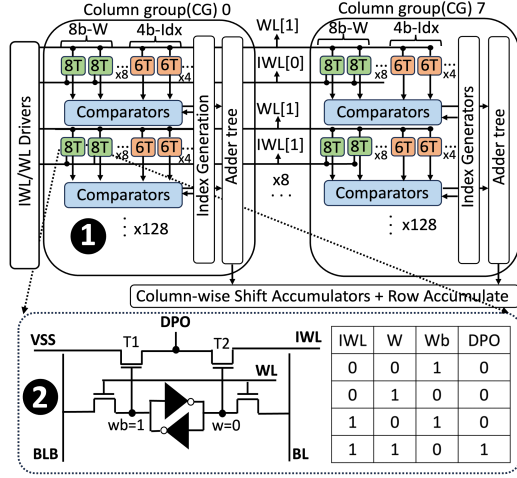 Column group(CG) 0
Column group(CG) 7
8b-W
4b-Idx
WL[1]
8b-W
4b-Idx
8T
8T
x8
6T
6T
x4
IWL[0]
8T
8T
x8
6T
6T
x4
Comparators
WL[1]
Comparators
8T
8T
x8
6T
6T
x4
IWL[1]
8T
8T
x8
6T
6T
x4
Comparators
x8
Comparators
IWL/WL Drivers
Index Generation
Adder tree
Index Generators
Adder tree
1
x128
x128
Column-wise Shift Accumulators + Row Accumulate
2
VSS
T1
DPO
T2
IWL
WL
wb=1
w=0
BLB
BL
IWL W Wb DPO
0 0 1 0
0 1 0 0
1 0 1 0
1 1 0 1